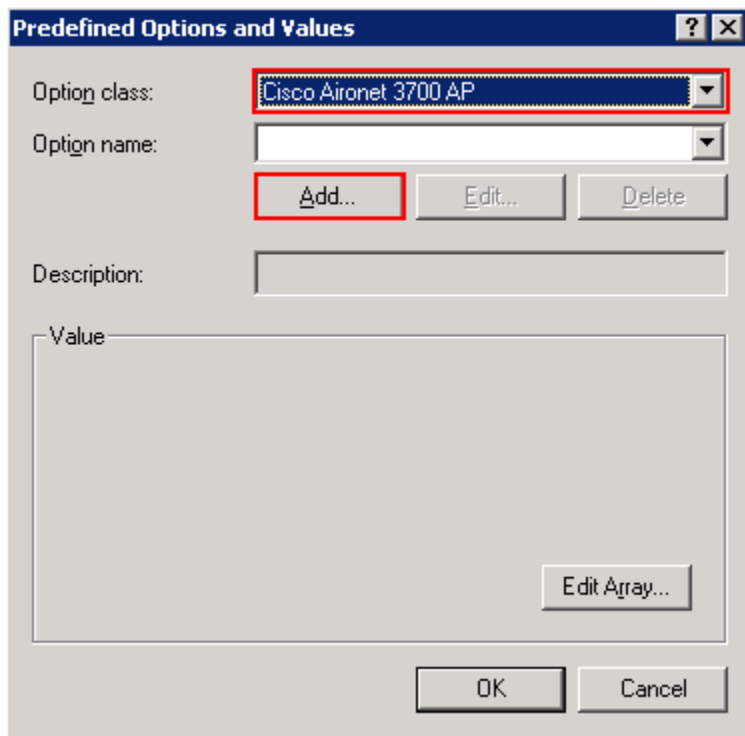 Predefined Options and Values
Option class: Cisco Aironet 3700 AP
Option name:
Add... Edit... Delete
Description:
Value
Edit Array...
OK Cancel